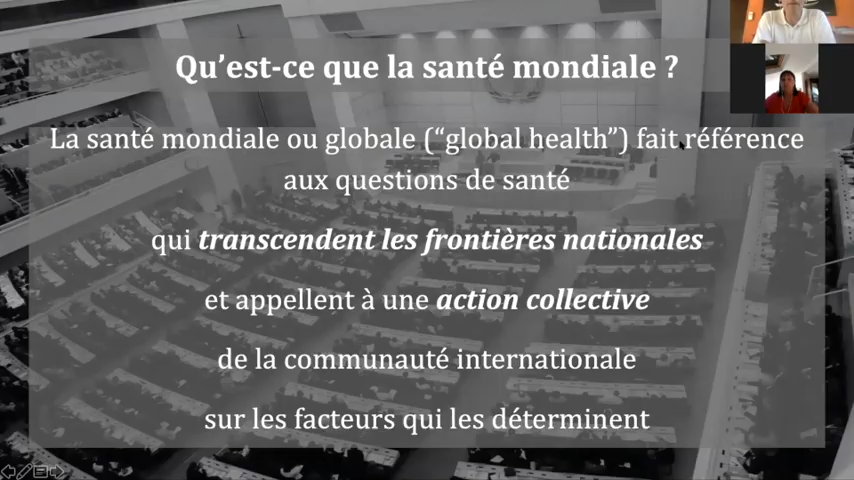 Qu’est-ce que la santé mondiale ?
La santé mondiale ou globale (“global health”) fait référence
aux questions de santé
qui transcendent les frontières nationales
et appellent à une action collective
de la communauté internationale
sur les facteurs qui les déterminent